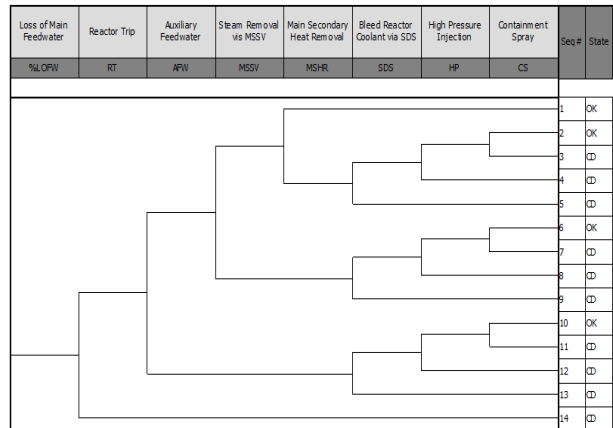 Loss of Main Feedwater
Reactor Trip
Auxiliary Feedwater
Steam Removal vis MSSV
Main Secondary Heat Removal
Bleed Reactor Coolant via SDS
High Pressure Injection
Containment Spray
Seq#
State
%LOFW
RT
AFW
MSSV
MSHR
SDS
HP
CS
1 OK
2 OK
3 CD
4 CD
5 CD
6 OK
7 CD
8 CD
9 CD
10 OK
11 CD
12 CD
13 CD
14 CD